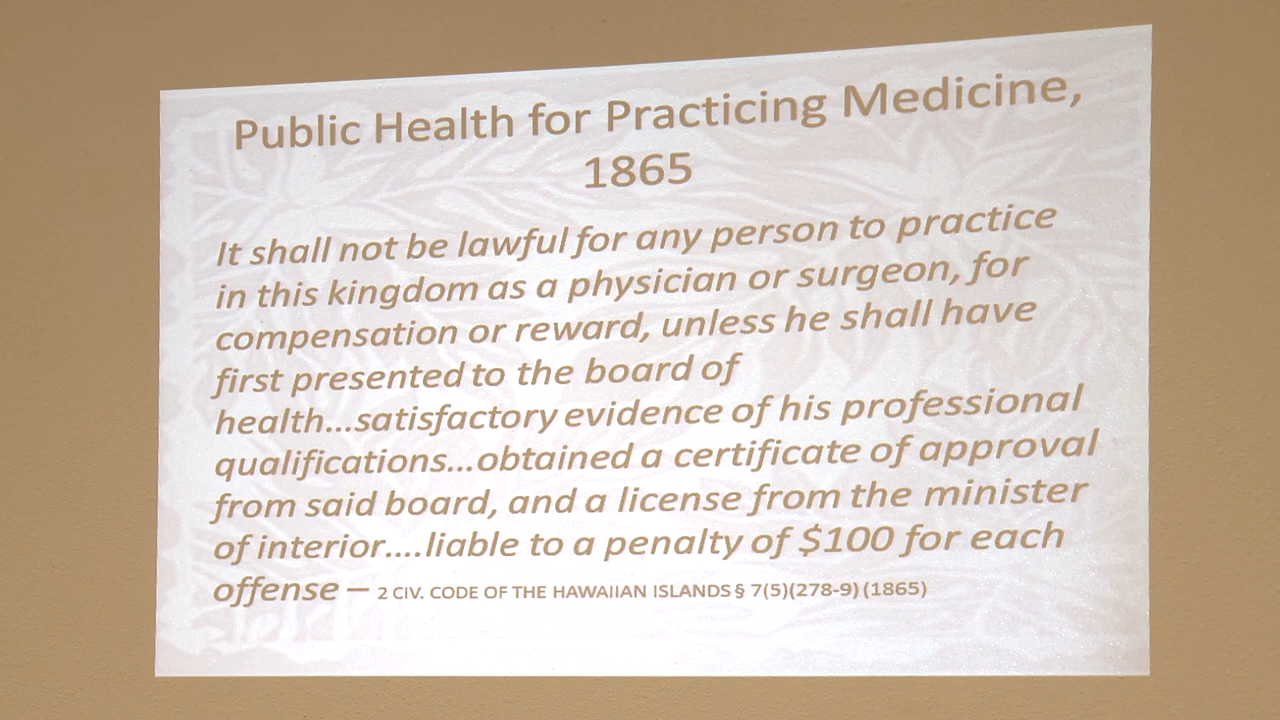 Public Health for Practicing Medicine,
1865
It shall not be lawful for any person to practice
in this kingdom as a physician or surgeon, for
compensation or reward, unless he shall have
first presented to the board of
health...satisfactory evidence of his professional
qualifications...obtained a certificate of approval
from said board, and a license from the minister
of interior....liable to a penalty of $100 for each
offense – 2 CIV. CODE OF THE HAWAIIAN ISLANDS § 7(5)(278-9) (1865)